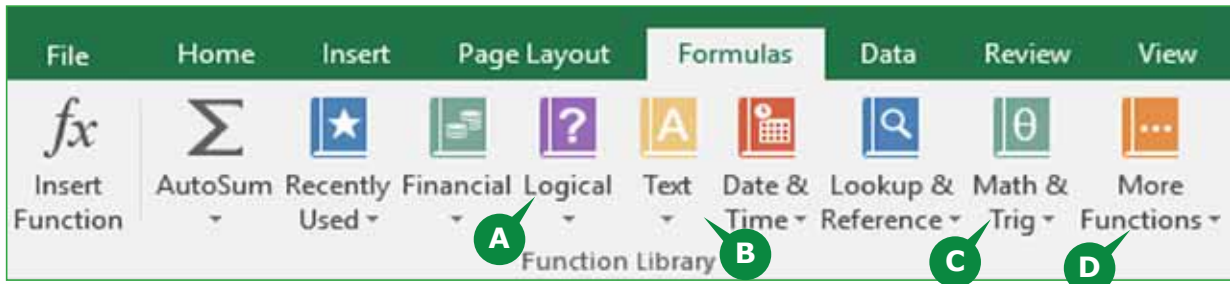 File Home Insert Page Layout Formulas Data Review View
fx Σ ? A θ ...
Insert AutoSum Recently Financial Logical Text Date & Lookup & Math & More
Function Used Time Reference Trig Functions
A B C D
Function Library